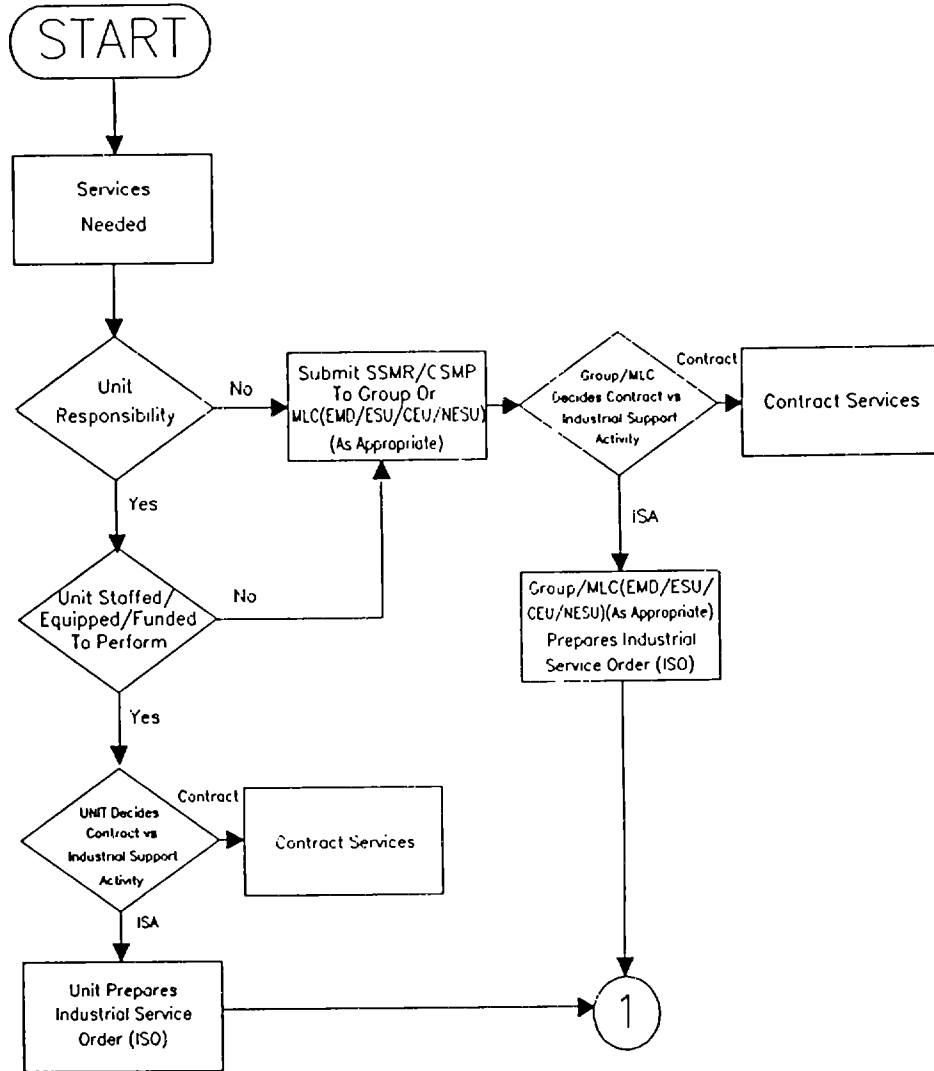 START
Services
Needed
Unit
Responsibility
No
Yes
Submit SSMR/CSMP
To Group Or
MLC(EMD/ESU/CEU/NESU)
(As Appropriate)
Group/MLC
Decides Contract vs
Industrial Support
Activity
Contract
Contract Services
ISA
Group/MLC(EMD/ESU/
CEU/NESU)(As Appropriate)
Prepares Industrial
Service Order (ISO)
Unit Staffed/
Equipped/Funded
To Perform
No
Yes
UNIT Decides
Contract vs
Industrial Support
Activity
Contract
Contract Services
ISA
Unit Prepares
Industrial Service
Order (ISO)
1